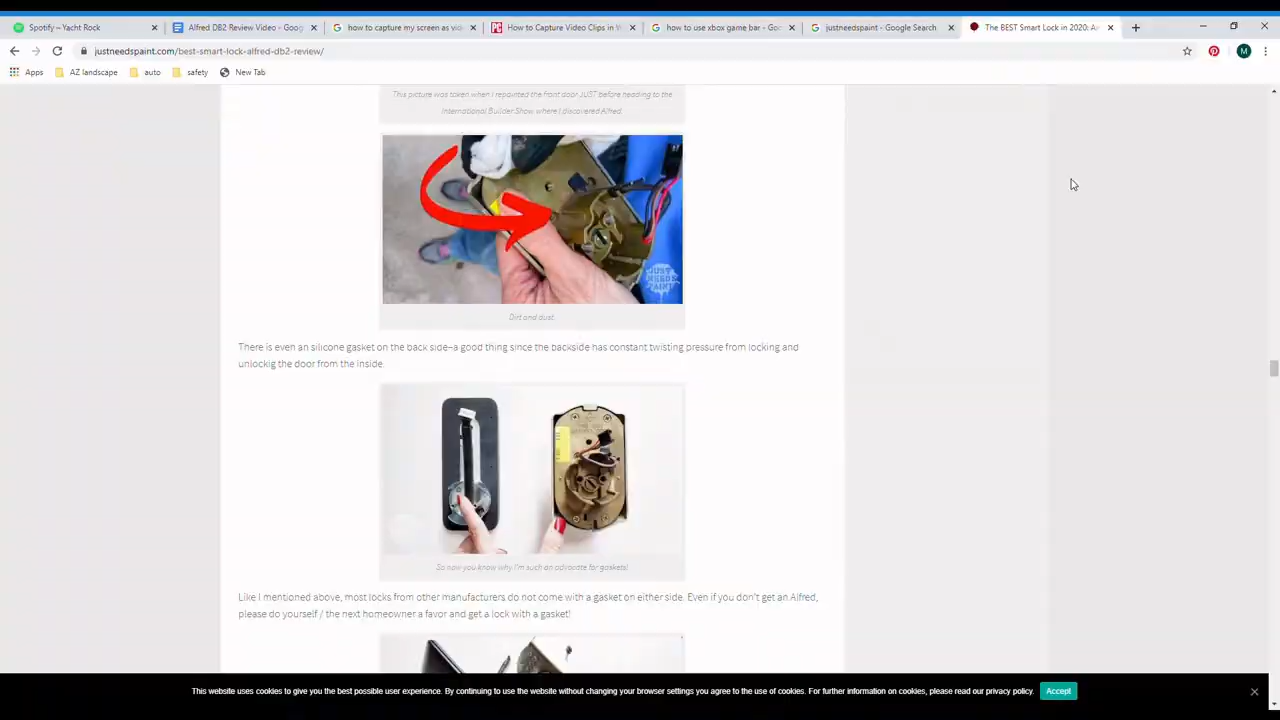 Spotify – Yacht Rock
Alfred DB2 Review Video - Goog
how to capture my screen as vid
How to Capture Video Clips in W
how to use xbox game bar - Goo
justneedspaint - Google Search
The BEST Smart Lock in 2020: A
justneedspaint.com/best-smart-lock-alfred-db2-review/
M
Apps
AZ landscape
auto
safety
New Tab
This picture was taken when I repainted the front door JUST before heading to the
International Builder Show where I discovered Alfred.
JUST
NEEDS
PAINT
Dirt and dust.
There is even an silicone gasket on the back side–a good thing since the backside has constant twisting pressure from locking and
unlockig the door from the inside.
So now you know why I'm such an advocate for gaskets!
Like I mentioned above, most locks from other manufacturers do not come with a gasket on either side. Even if you don't get an Alfred,
please do yourself / the next homeowner a favor and get a lock with a gasket!
This website uses cookies to give you the best possible user experience. By continuing to use the website without changing your browser settings you agree to the use of cookies. For further information on cookies, please read our privacy policy.
Accept